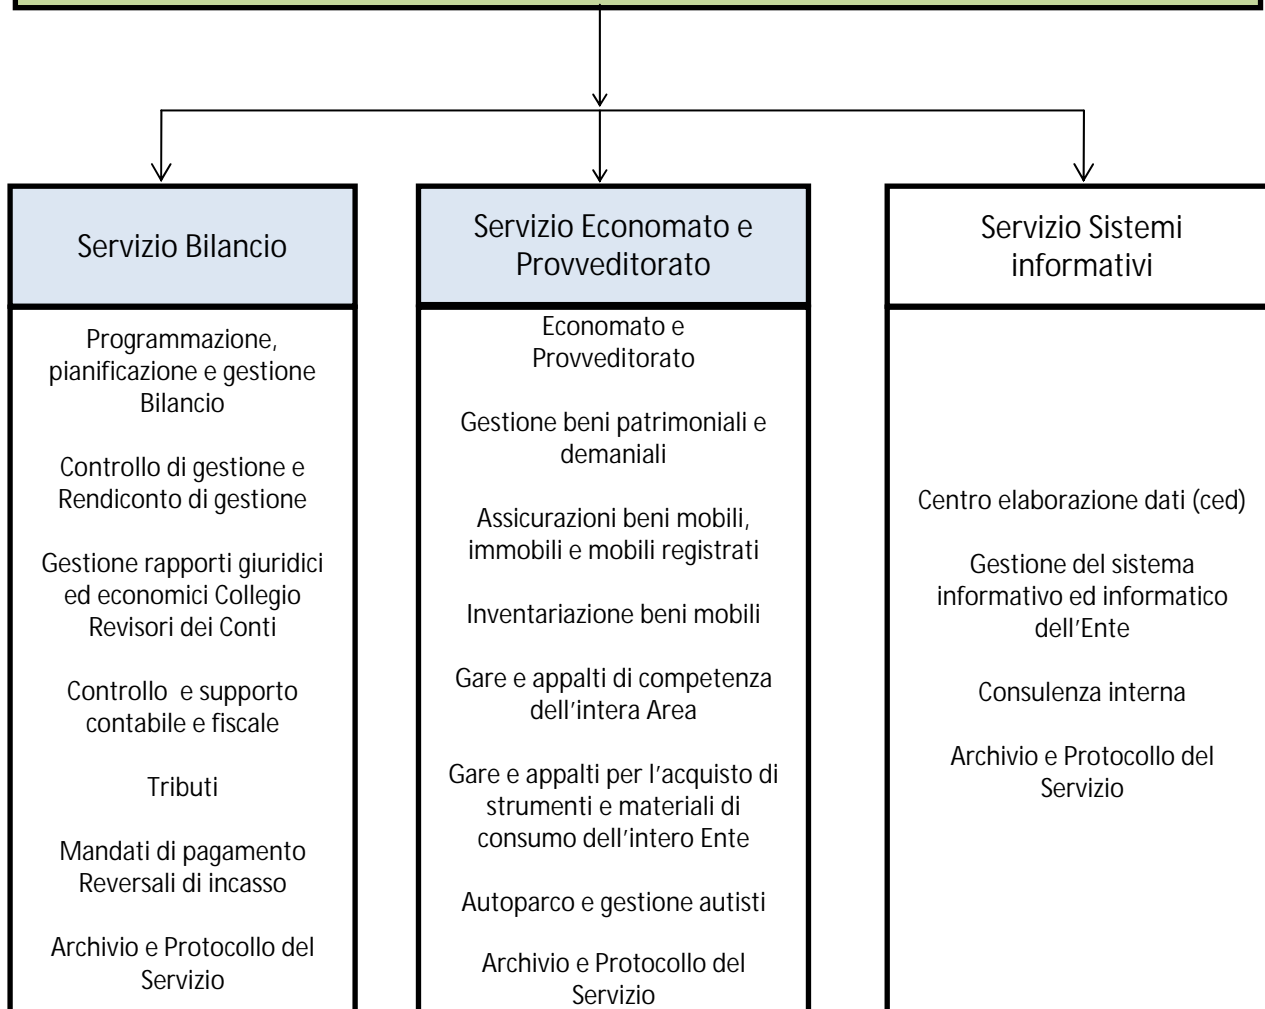 Servizio Bilancio
Programmazione,
pianificazione e gestione
Bilancio
Controllo di gestione e
Rendiconto di gestione
Gestione rapporti giuridici
ed economici Collegio
Revisori dei Conti
Controllo  e supporto
contabile e fiscale
Tributi
Mandati di pagamento
Reversali di incasso
Archivio e Protocollo del
Servizio
Servizio Economato e
Provveditorato
Economato e
Provveditorato
Gestione beni patrimoniali e
demaniali
Assicurazioni beni mobili,
immobili e mobili registrati
Inventariazione beni mobili
Gare e appalti di competenza
dell’intera Area
Gare e appalti per l’acquisto di
strumenti e materiali di
consumo dell’intero Ente
Autoparco e gestione autisti
Archivio e Protocollo del
Servizio
Servizio Sistemi
informativi
Centro elaborazione dati (ced)
Gestione del sistema
informativo ed informatico
dell’Ente
Consulenza interna
Archivio e Protocollo del
Servizio